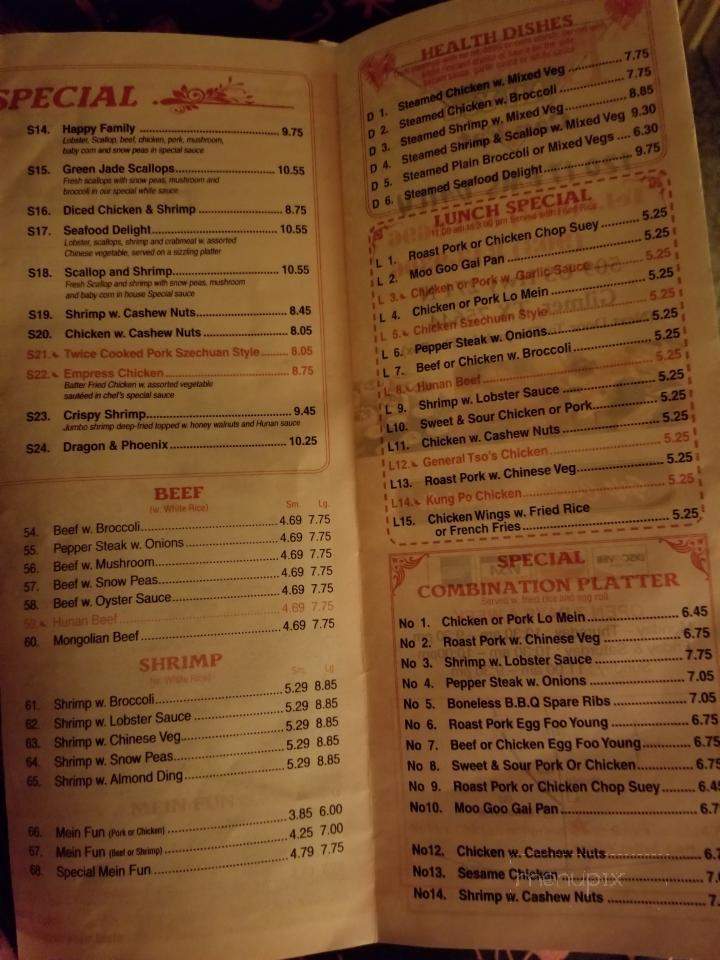 SPECIAL
S14. Happy Family 9.75
Lobster, Scallop, beef, chicken, pork, mushroom,
baby corn and snow peas in special sauce
S15. Green Jade Scallops 10.55
Fresh scallops with snow peas, mushroom and
broccoli in our special white sauce
S16. Diced Chicken & Shrimp 8.75
S17. Seafood Delight 10.55
Lobster, scallops, shrimp and crabmeat w. assorted
Chinese vegetable, served on a sizzling platter
S18. Scallop and Shrimp 10.55
Fresh Scallop and shrimp with snow peas, mushroom
and baby corn in house Special sauce
S19. Shrimp w. Cashew Nuts 8.45
S20. Chicken w. Cashew Nuts 8.05
S21. Twice Cooked Pork Szechuan Style 8.05
S22. Empress Chicken 8.75
Batter Fried Chicken w. assorted vegetable
sautéed in chef's special sauce
S23. Crispy Shrimp 9.45
Jumbo shrimp deep-fried topped w. honey walnuts and Hunan sauce
S24. Dragon & Phoenix 10.25
BEEF
(w. White Rice)
Sm. Lg.
54. Beef w. Broccoli 4.69 7.75
55. Pepper Steak w. Onions 4.69 7.75
56. Beef w. Mushroom 4.69 7.75
57. Beef w. Snow Peas 4.69 7.75
58. Beef w. Oyster Sauce 4.69 7.75
59. Hunan Beef 4.69 7.75
60. Mongolian Beef 4.69 7.75
SHRIMP
(w. White Rice)
Sm. Lg.
61. Shrimp w. Broccoli 5.29 8.85
62. Shrimp w. Lobster Sauce 5.29 8.85
63. Shrimp w. Chinese Veg 5.29 8.85
64. Shrimp w. Snow Peas 5.29 8.85
65. Shrimp w. Almond Ding 5.29 8.85
MEIN FUN
66. Mein Fun (Pork or Chicken) 3.85 6.00
67. Mein Fun (Beef or Shrimp) 4.25 7.00
68. Special Mein Fun 4.79 7.75
HEALTH DISHES
D 1. Steamed Chicken w. Mixed Veg 7.75
D 2. Steamed Chicken w. Broccoli 7.75
D 3. Steamed Shrimp w. Mixed Veg 8.85
D 4. Steamed Shrimp & Scallop w. Mixed Veg 9.30
D 5. Steamed Plain Broccoli or Mixed Vegs 6.30
D 6. Steamed Seafood Delight 9.75
LUNCH SPECIAL
L 1. Roast Pork or Chicken Chop Suey 5.25
L 2. Moo Goo Gai Pan 5.25
L 3. Chicken or Pork w. Garlic Sauce 5.25
L 4. Chicken or Pork Lo Mein 5.25
L 5. Chicken Szechuan Style 5.25
L 6. Pepper Steak w. Onions 5.25
L 7. Beef or Chicken w. Broccoli 5.25
L 8. Hunan Beef 5.25
L 9. Shrimp w. Lobster Sauce 5.25
L10. Sweet & Sour Chicken or Pork 5.25
L11. Chicken w. Cashew Nuts 5.25
L12. General Tso's Chicken 5.25
L13. Roast Pork w. Chinese Veg 5.25
L14. Kung Po Chicken 5.25
L15. Chicken Wings w. Fried Rice
or French Fries 5.25
SPECIAL
COMBINATION PLATTER
Served w. fried rice and egg roll
No 1. Chicken or Pork Lo Mein 6.45
No 2. Roast Pork w. Chinese Veg 6.75
No 3. Shrimp w. Lobster Sauce 7.75
No 4. Pepper Steak w. Onions 7.05
No 5. Boneless B.B.Q Spare Ribs 7.05
No 6. Roast Pork Egg Foo Young 6.75
No 7. Beef or Chicken Egg Foo Young 6.75
No 8. Sweet & Sour Pork Or Chicken 6.75
No 9. Roast Pork or Chicken Chop Suey 6.45
No10. Moo Goo Gai Pan 6.7
No12. Chicken w. Cashew Nuts 6.7
No13. Sesame Chicken 7.0
No14. Shrimp w. Cashew Nuts 7.
menupix